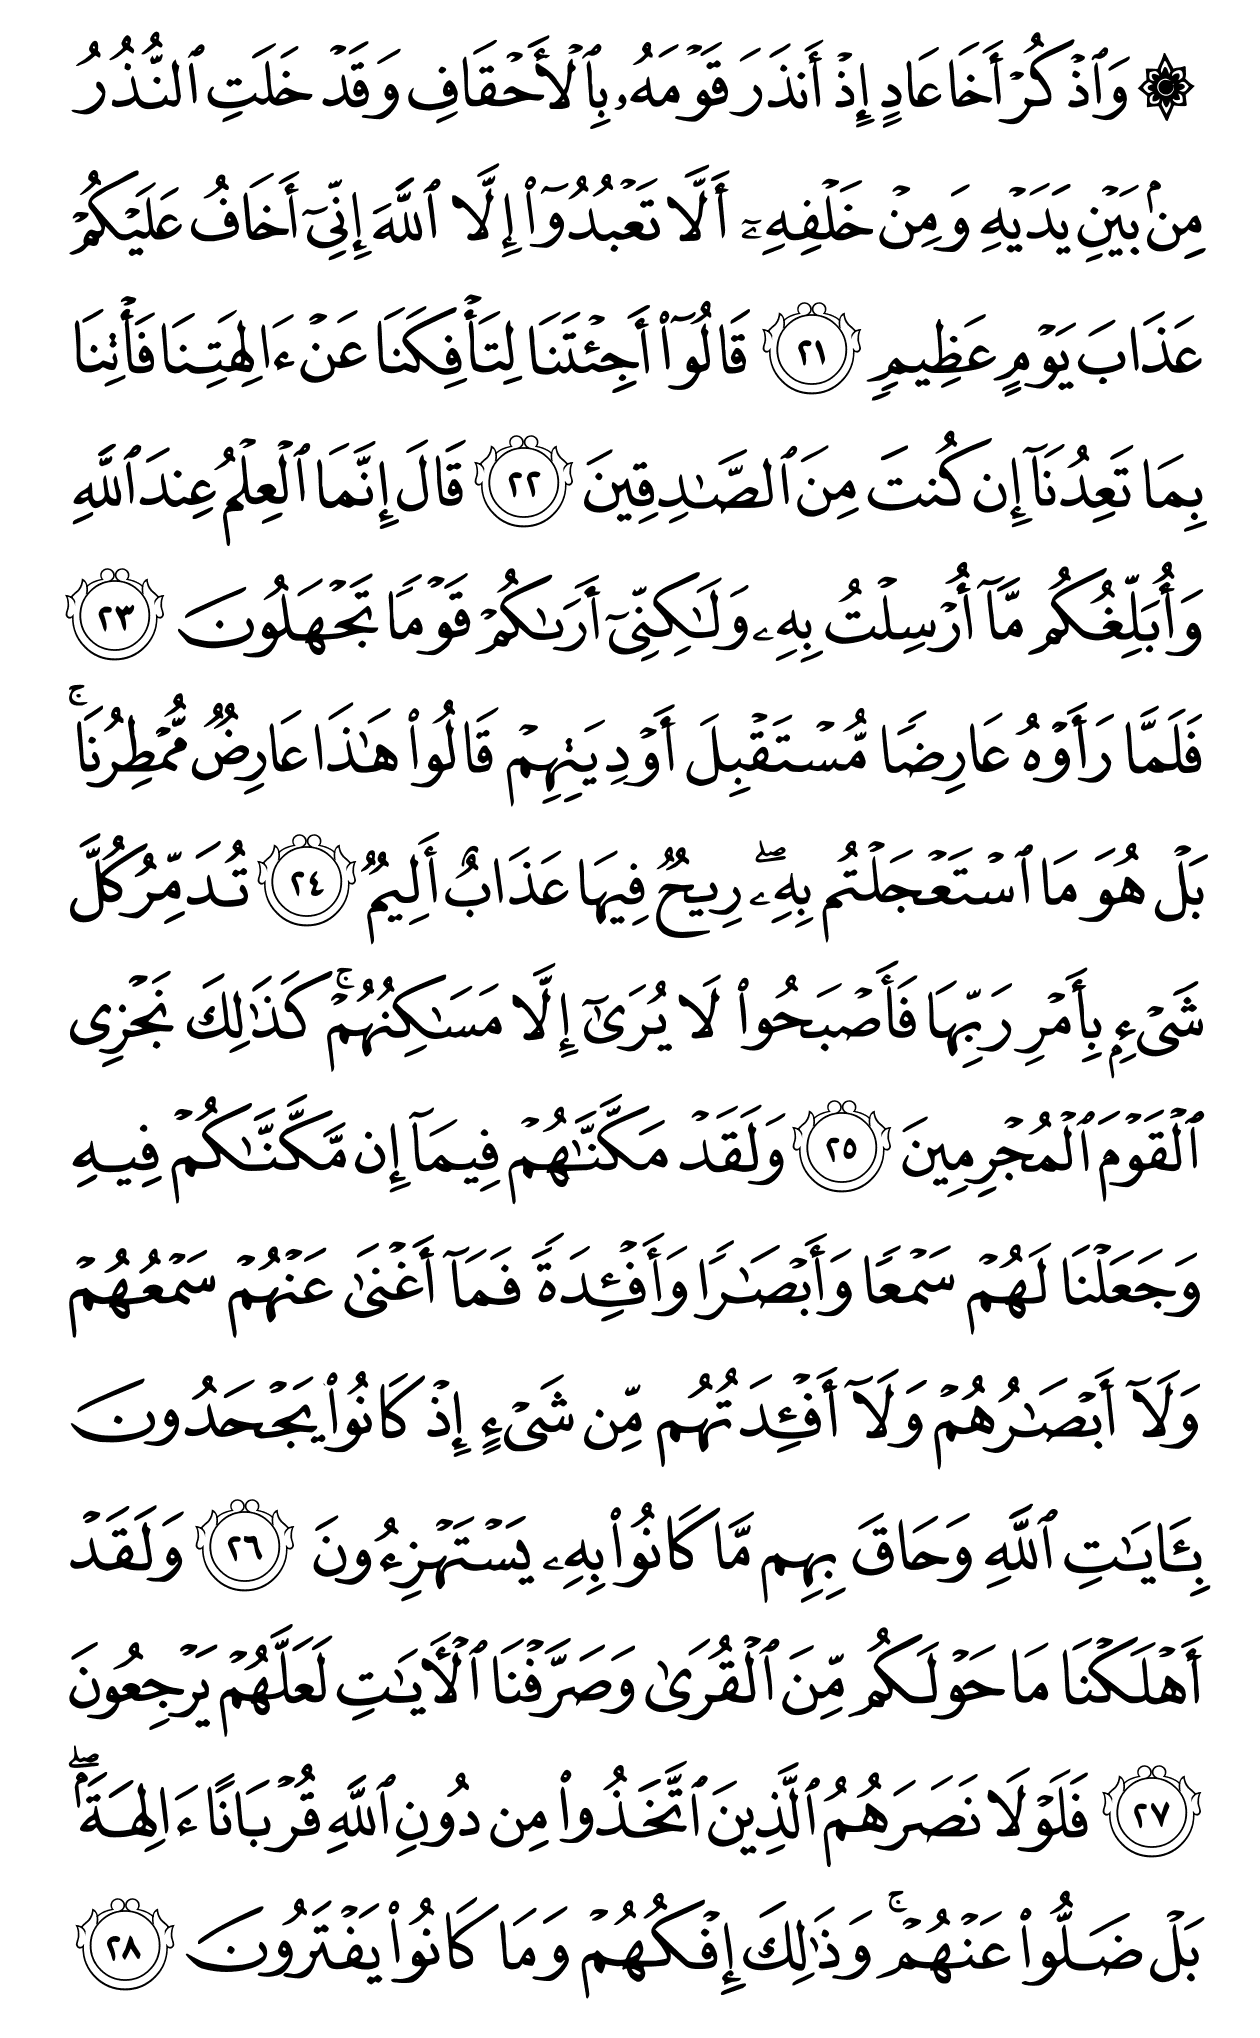 ۞ وَٱذۡكُرۡ أَخَا عَادٍ إِذۡ أَنذَرَ قَوۡمَهُۥ بِٱلۡأَحۡقَافِ وَقَدۡ خَلَتِ ٱلنُّذُرُ
مِنۢ بَيۡنِ يَدَيۡهِ وَمِنۡ خَلۡفِهِۦٓ أَلَّا تَعۡبُدُوٓاْ إِلَّا ٱللَّهَ إِنِّيٓ أَخَافُ عَلَيۡكُمۡ
عَذَابَ يَوۡمٍ عَظِيمٖ ٢١ قَالُوٓاْ أَجِئۡتَنَا لِتَأۡفِكَنَا عَنۡ ءَالِهَتِنَا فَأۡتِنَا
بِمَا تَعِدُنَآ إِن كُنتَ مِنَ ٱلصَّـٰدِقِينَ ٢٢ قَالَ إِنَّمَا ٱلۡعِلۡمُ عِندَ ٱللَّهِ
وَأُبَلِّغُكُم مَّآ أُرۡسِلۡتُ بِهِۦ وَلَـٰكِنِّيٓ أَرَىٰكُمۡ قَوۡمٗا تَجۡهَلُونَ ٢٣
فَلَمَّا رَأَوۡهُ عَارِضٗا مُّسۡتَقۡبِلَ أَوۡدِيَتِهِمۡ قَالُواْ هَـٰذَا عَارِضٞ مُّمۡطِرُنَاۚ
بَلۡ هُوَ مَا ٱسۡتَعۡجَلۡتُم بِهِۦۖ رِيحٞ فِيهَا عَذَابٌ أَلِيمٞ ٢٤ تُدَمِّرُ كُلَّ
شَيۡءِۭ بِأَمۡرِ رَبِّهَا فَأَصۡبَحُواْ لَا يُرَىٰٓ إِلَّا مَسَـٰكِنُهُمۡۚ كَذَٰلِكَ نَجۡزِي
ٱلۡقَوۡمَ ٱلۡمُجۡرِمِينَ ٢٥ وَلَقَدۡ مَكَّنَّـٰهُمۡ فِيمَآ إِن مَّكَّنَّـٰكُمۡ فِيهِ
وَجَعَلۡنَا لَهُمۡ سَمۡعٗا وَأَبۡصَـٰرٗا وَأَفۡـِٔدَةٗ فَمَآ أَغۡنَىٰ عَنۡهُمۡ سَمۡعُهُمۡ
وَلَآ أَبۡصَـٰرُهُمۡ وَلَآ أَفۡـِٔدَتُهُم مِّن شَيۡءٍ إِذۡ كَانُواْ يَجۡحَدُونَ
بِـَٔايَـٰتِ ٱللَّهِ وَحَاقَ بِهِم مَّا كَانُواْ بِهِۦ يَسۡتَهۡزِءُونَ ٢٦ وَلَقَدۡ
أَهۡلَكۡنَا مَا حَوۡلَكُم مِّنَ ٱلۡقُرَىٰ وَصَرَّفۡنَا ٱلۡأٓيَـٰتِ لَعَلَّهُمۡ يَرۡجِعُونَ
٢٧ فَلَوۡلَا نَصَرَهُمُ ٱلَّذِينَ ٱتَّخَذُواْ مِن دُونِ ٱللَّهِ قُرۡبَانًا ءَالِهَةَۢۖ
بَلۡ ضَلُّواْ عَنۡهُمۡۚ وَذَٰلِكَ إِفۡكُهُمۡ وَمَا كَانُواْ يَفۡتَرُونَ ٢٨